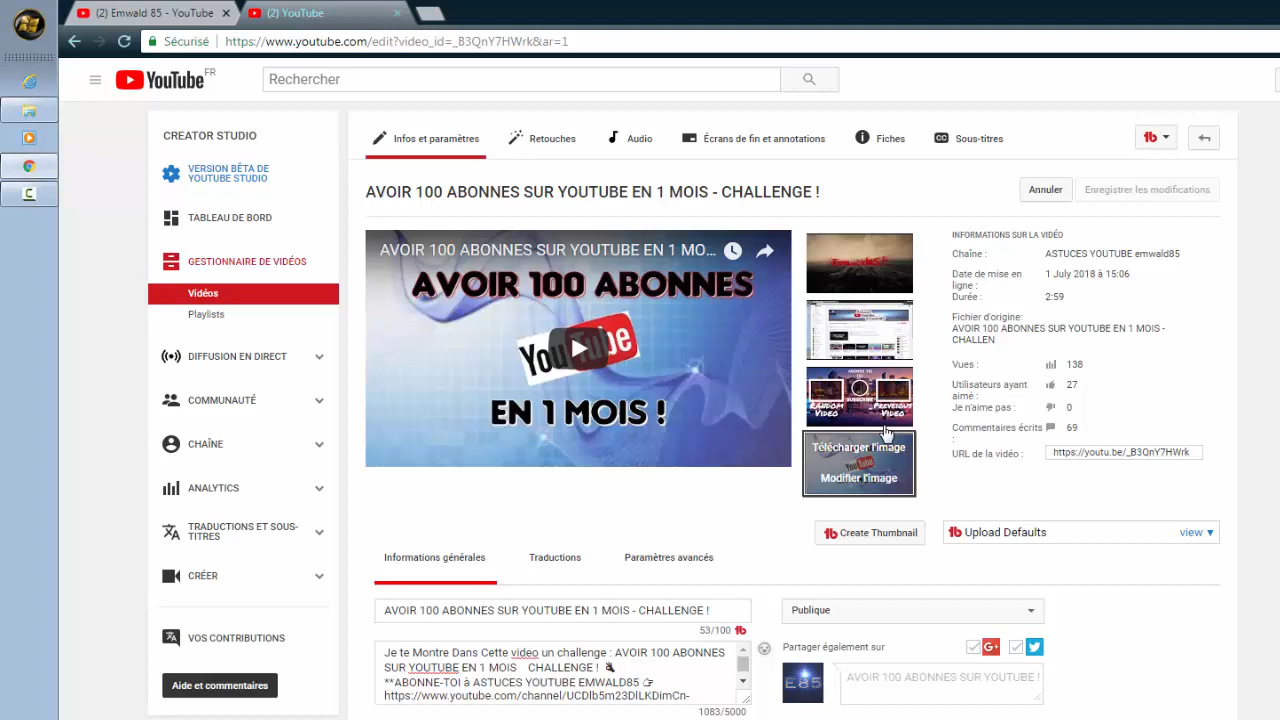 (2) Emwald 85 - YouTube
(2) YouTube
Sécurisé
https://www.youtube.com/edit?video_id=_B3QnY7HWrk&ar=1
YouTube FR
Rechercher
CREATOR STUDIO
VERSION BÊTA DE
YOUTUBE STUDIO
TABLEAU DE BORD
GESTIONNAIRE DE VIDÉOS
Vidéos
Playlists
DIFFUSION EN DIRECT
COMMUNAUTÉ
CHAÎNE
ANALYTICS
TRADUCTIONS ET SOUS-
TITRES
CRÉER
VOS CONTRIBUTIONS
Aide et commentaires
Infos et paramètres
Retouches
Audio
Écrans de fin et annotations
Fiches
CC Sous-titres
AVOIR 100 ABONNES SUR YOUTUBE EN 1 MOIS - CHALLENGE !
Annuler
Enregistrer les modifications
AVOIR 100 ABONNES SUR YOUTUBE EN 1 MO...
AVOIR 100 ABONNES
YouTube
EN 1 MOIS !
SUBSCRIBE
RANDOM
VIDEO
PREVEIOUS
VIDEO
Télécharger l'image
Modifier l'image
INFORMATIONS SUR LA VIDÉO
Chaîne : ASTUCES YOUTUBE emwald85
Date de mise en
ligne : 1 July 2018 à 15:06
Durée : 2:59
Fichier d'origine:
AVOIR 100 ABONNES SUR YOUTUBE EN 1 MOIS -
CHALLEN
Vues : 138
Utilisateurs ayant
aimé : 27
Je n'aime pas : 0
Commentaires écrits
: 69
URL de la vidéo : https://youtu.be/_B3QnY7HWrk
Create Thumbnail
Upload Defaults
view
Informations générales
Traductions
Paramètres avancés
AVOIR 100 ABONNES SUR YOUTUBE EN 1 MOIS - CHALLENGE !
53/100
Publique
Je te Montre Dans Cette video un challenge : AVOIR 100 ABONNES
SUR YOUTUBE EN 1 MOIS CHALLENGE !
**ABONNE-TOI à ASTUCES YOUTUBE EMWALD85
https://www.youtube.com/channel/UCDlb5m23DlLKDimCn-
1083/5000
Partager également sur
G+
E85
AVOIR 100 ABONNES SUR YOUTUBE !